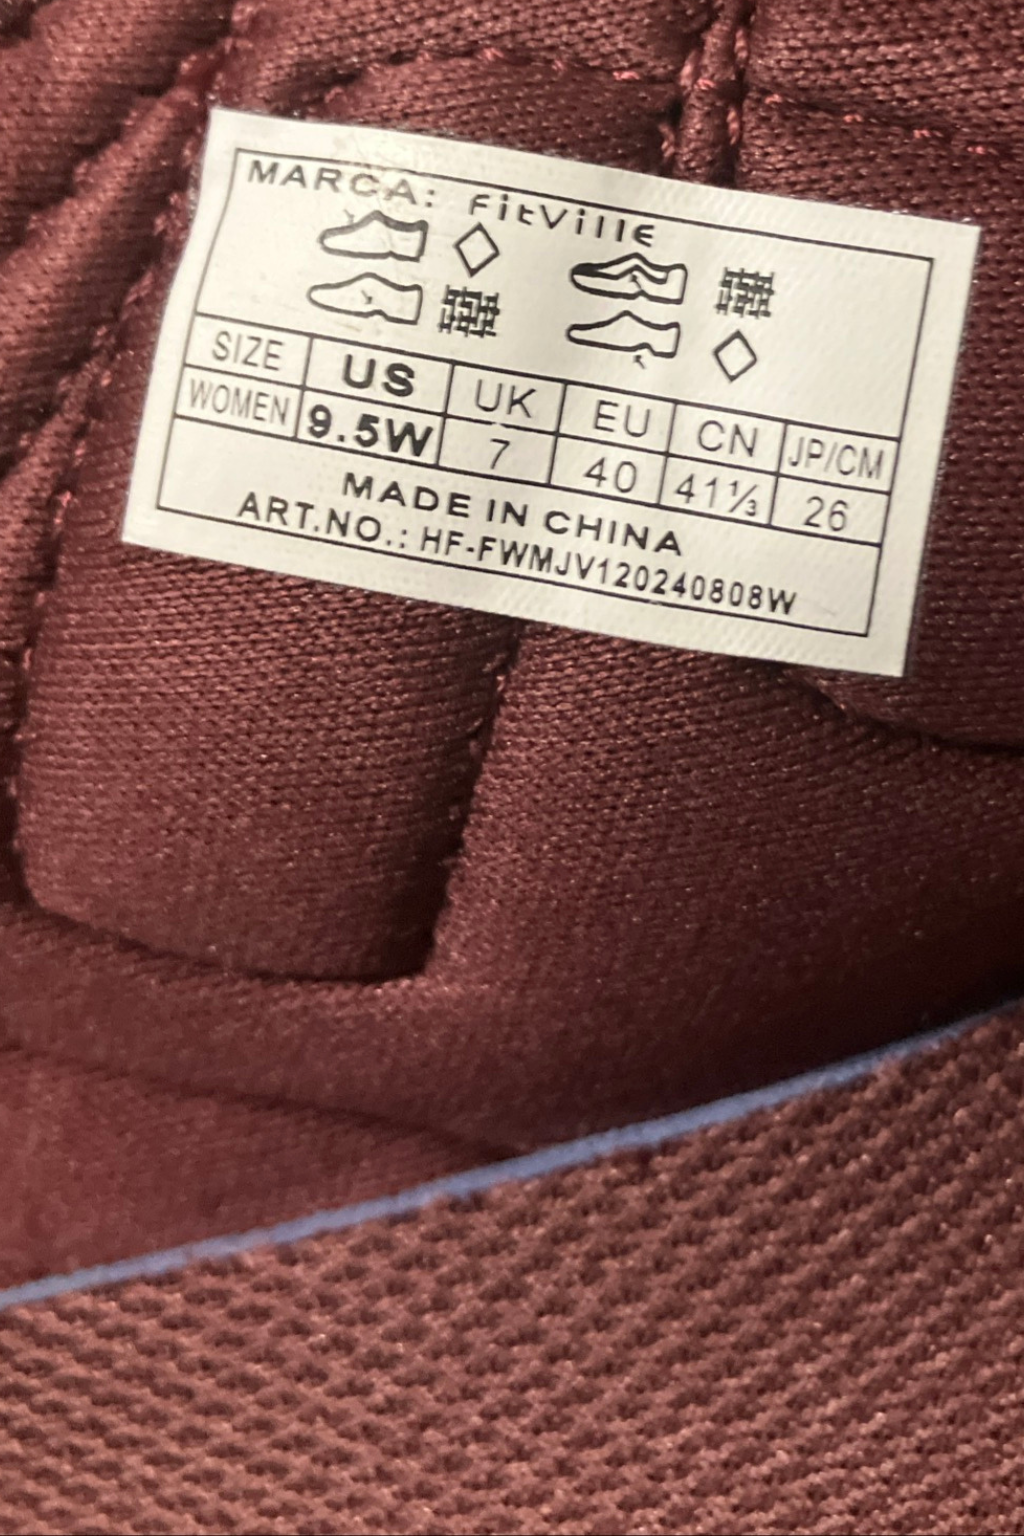 MARCA: FitVille
SIZE US UK EU CN JP/CM
WOMEN 9.5W 7 40 41⅓ 26
MADE IN CHINA
ART.NO.: HF-FWMJV120240808W